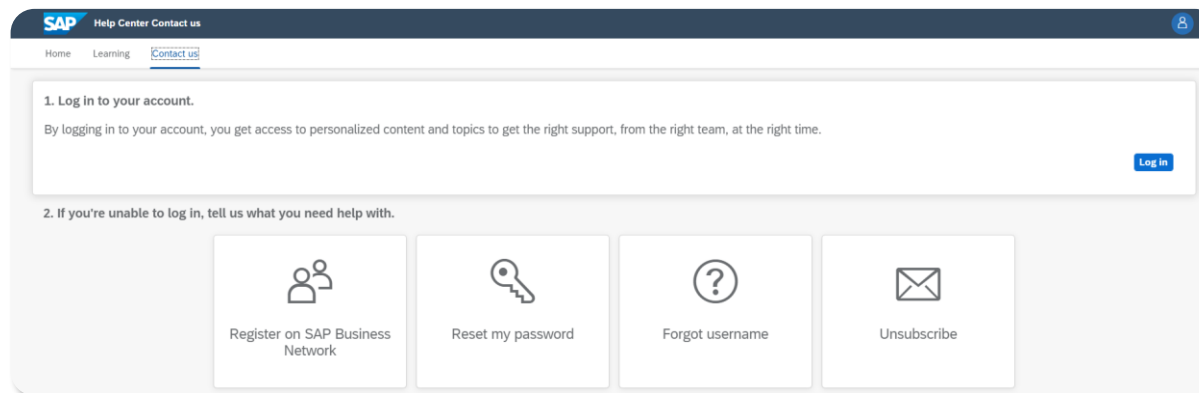 SAP Help Center Contact us
Home Learning Contact us
1. Log in to your account.
By logging in to your account, you get access to personalized content and topics to get the right support, from the right team, at the right time.
Log in
2. If you're unable to log in, tell us what you need help with.
Register on SAP Business
Network
Reset my password
?
Forgot username
Unsubscribe